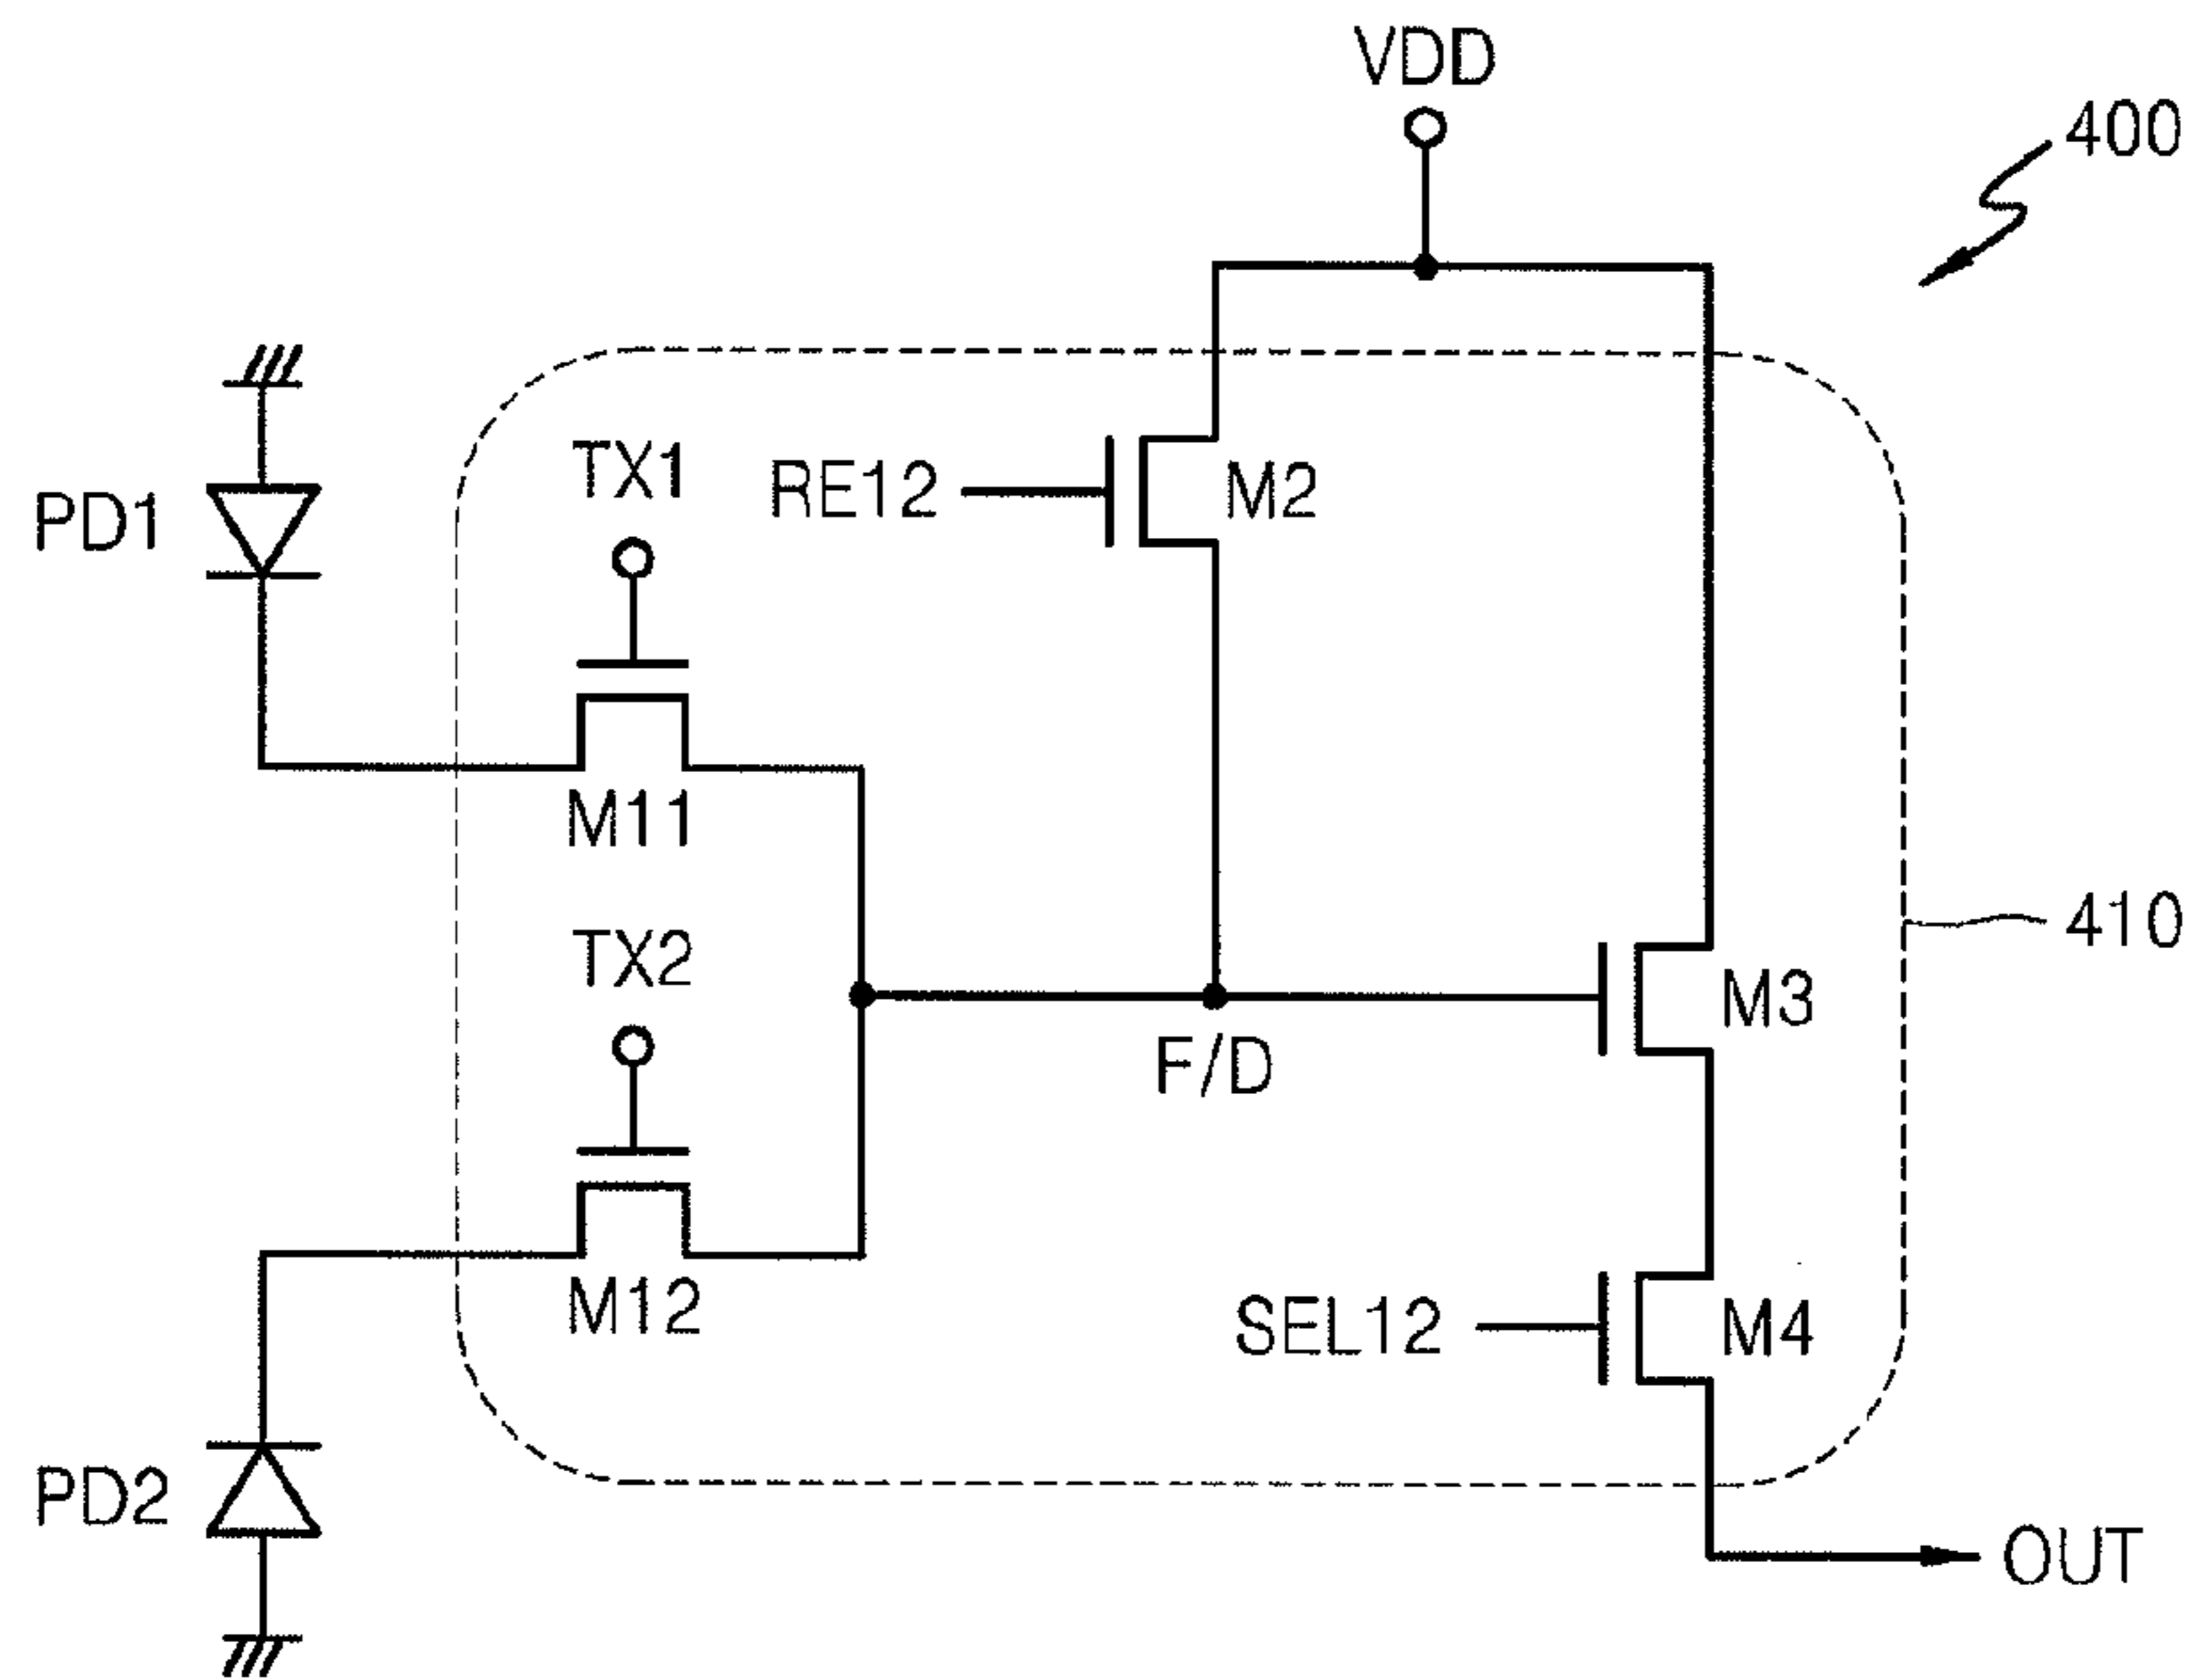 VDD
400
TX1
RE12
M2
PD1
M11
TX2
410
M3
F/D
M12
SEL12
M4
PD2
OUT